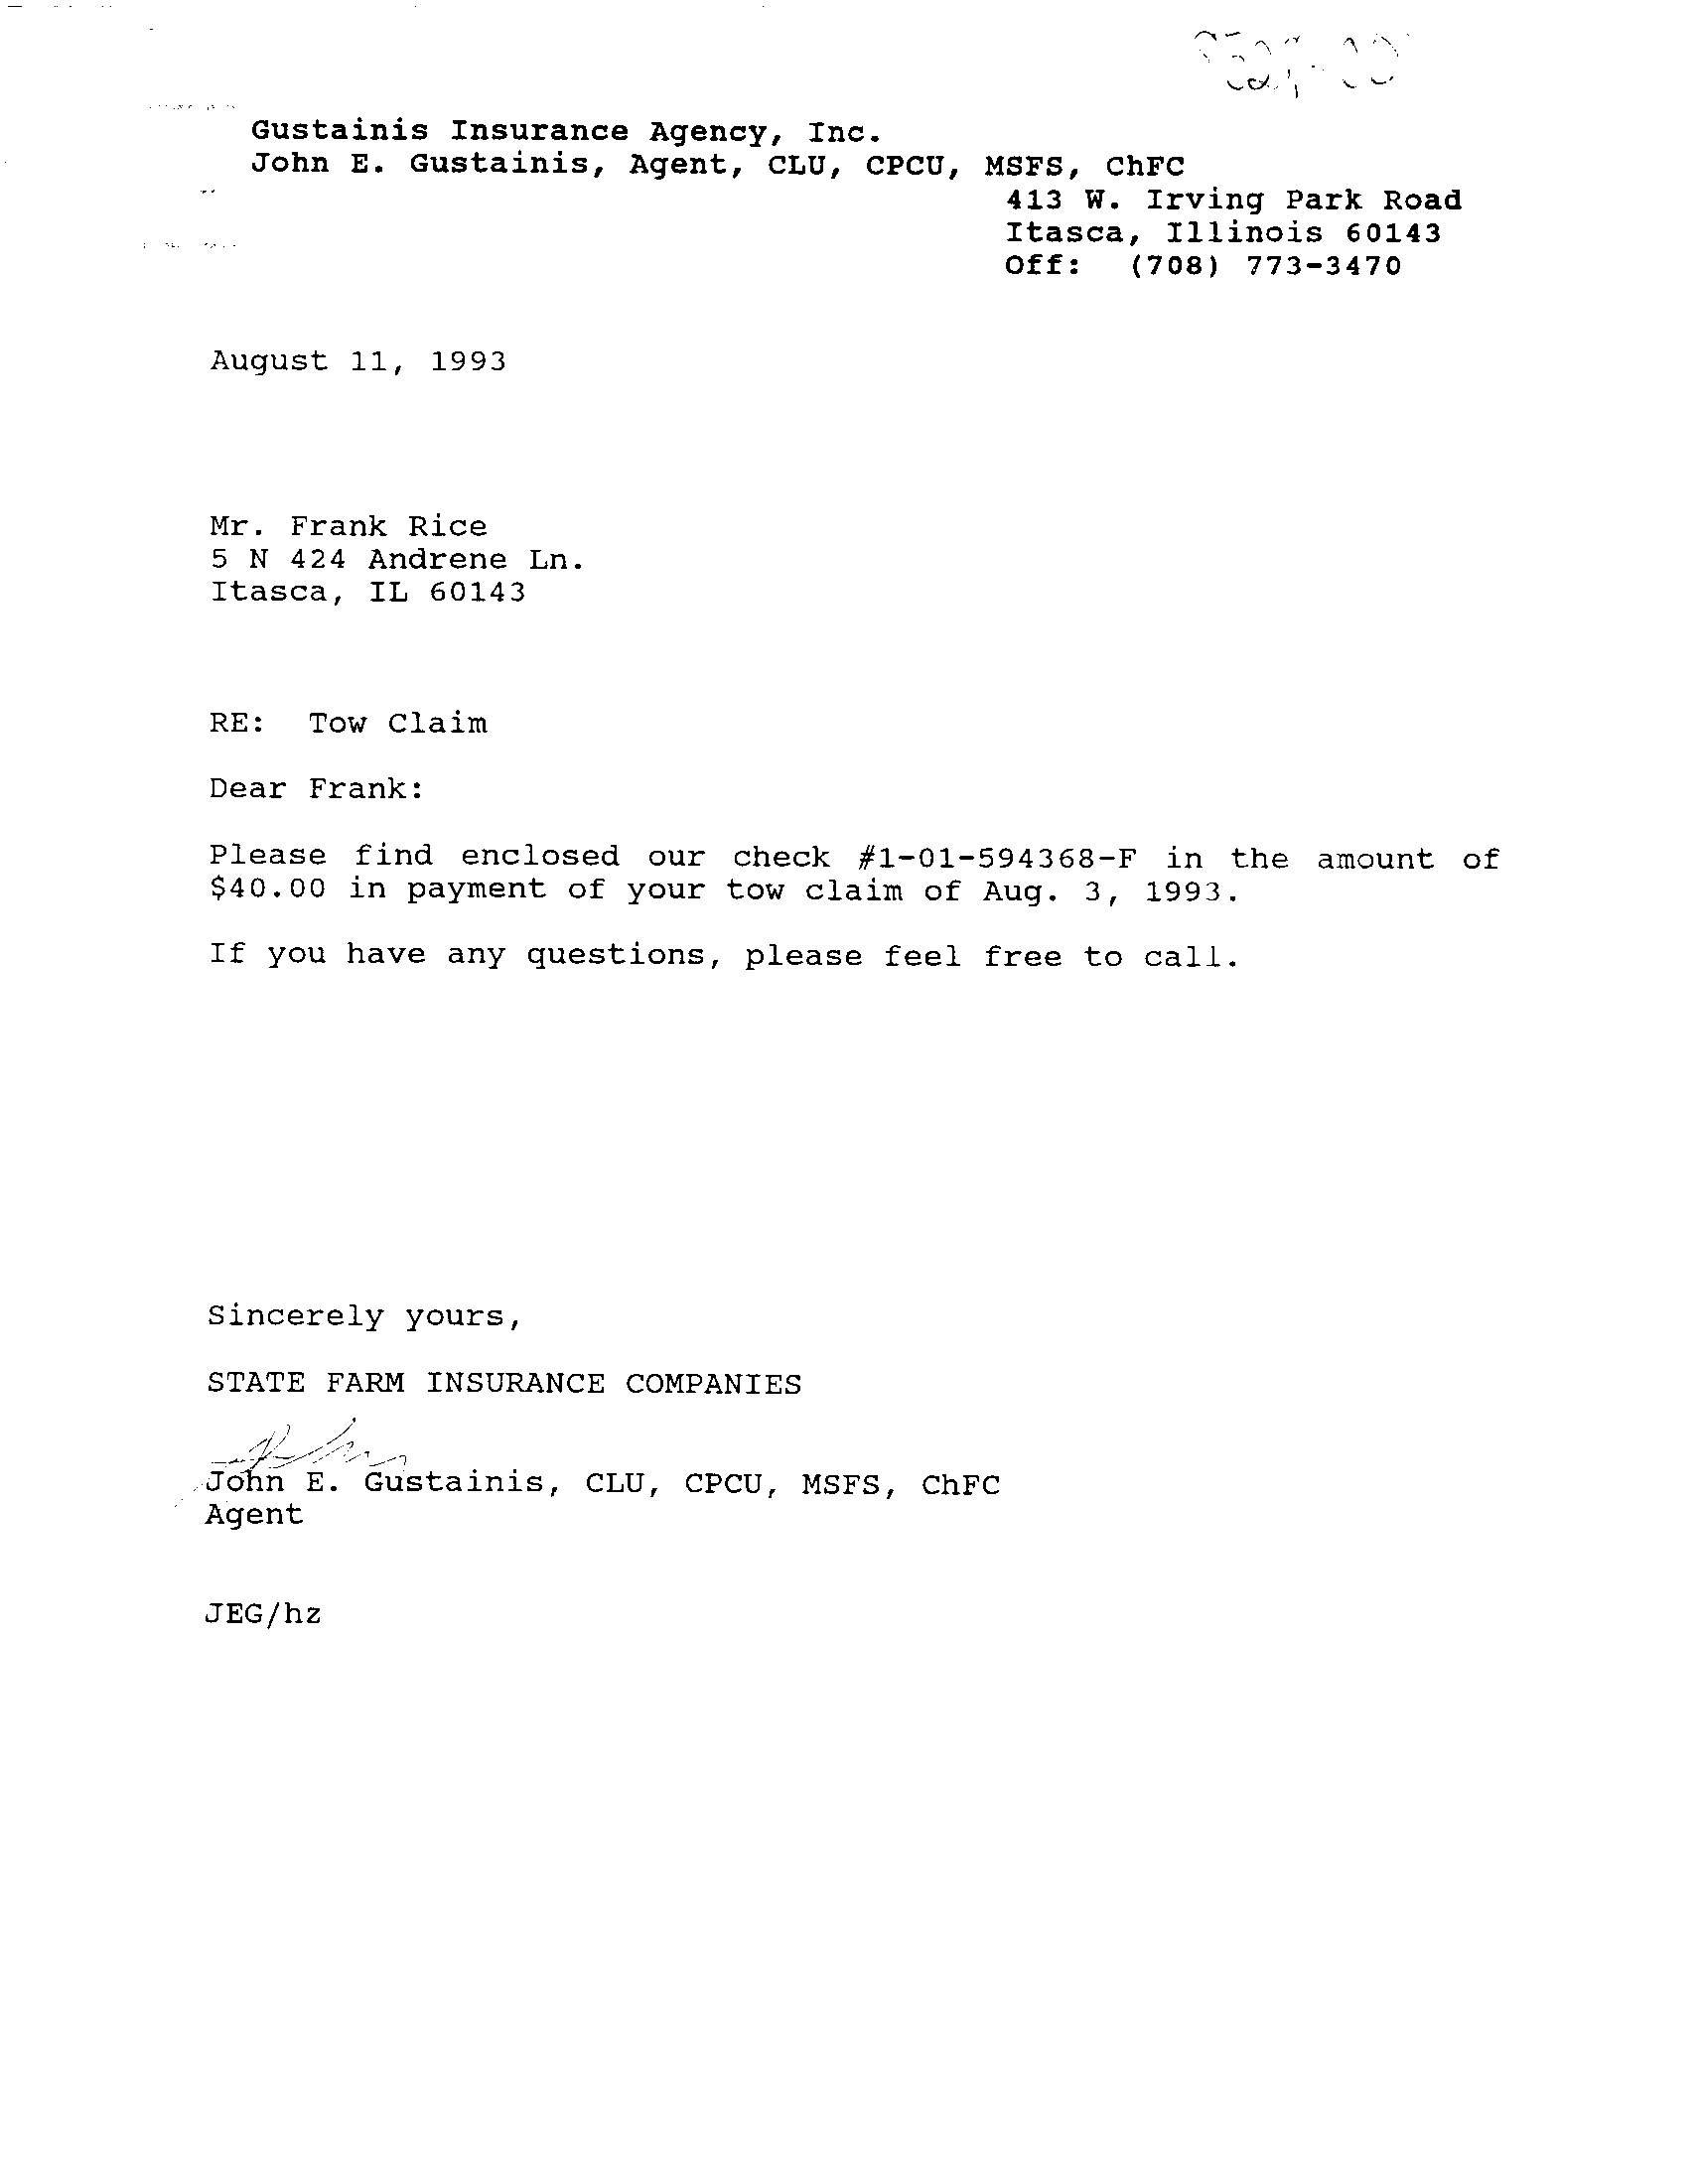 Gustainis Insurance Agency, Inc.
John E. Gustainis, Agent, CLU, CPCU, MSFS, ChFC
413 W. Irving Park Road
Itasca, Illinois 60143
Off: (708) 773-3470
August 11, 1993
Mr. Frank Rice
5 N 424 Andrene Ln.
Itasca, IL 60143
RE: Tow Claim
Dear Frank:
Please find enclosed our check #1-01-594368-F in the amount of
$40.00 in payment of your tow claim of Aug. 3, 1993.
If you have any questions, please feel free to call.
Sincerely yours,
STATE FARM INSURANCE COMPANIES
John E. Gustainis, CLU, CPCU, MSFS, ChFC
Agent
JEG/hz